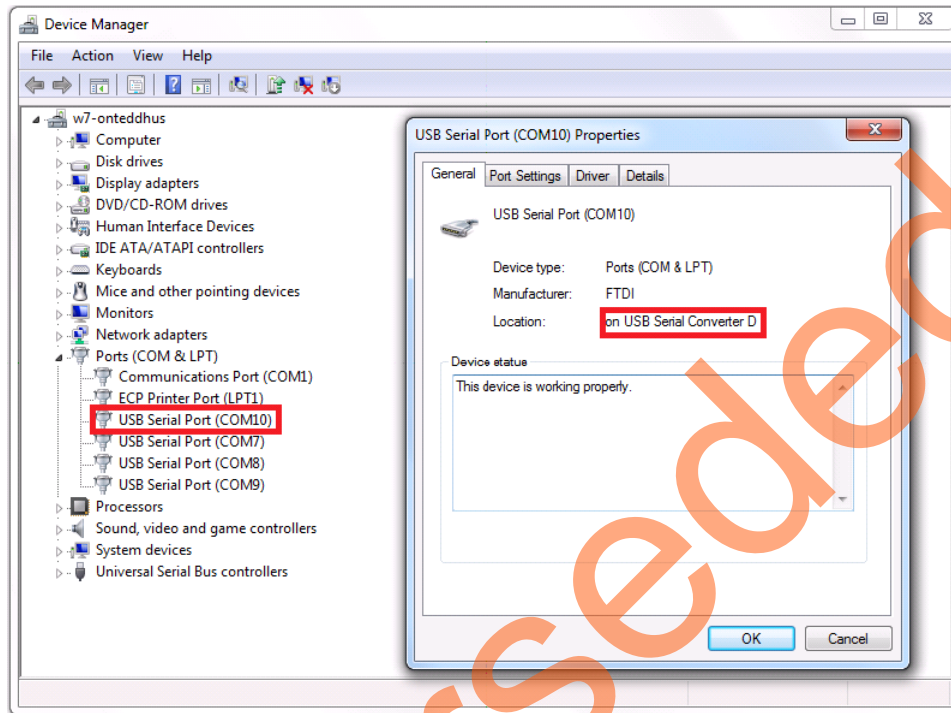 Device Manager
File Action View Help
w7-onteddhus
Computer
Disk drives
Display adapters
DVD/CD-ROM drives
Human Interface Devices
IDE ATA/ATAPI controllers
Keyboards
Mice and other pointing devices
Monitors
Network adapters
Ports (COM & LPT)
Communications Port (COM1)
ECP Printer Port (LPT1)
USB Serial Port (COM10)
USB Serial Port (COM7)
USB Serial Port (COM8)
USB Serial Port (COM9)
Processors
Sound, video and game controllers
System devices
Universal Serial Bus controllers
USB Serial Port (COM10) Properties
General Port Settings Driver Details
USB Serial Port (COM10)
Device type: Ports (COM & LPT)
Manufacturer: FTDI
Location: on USB Serial Converter D
Device status
This device is working properly.
OK Cancel
seded